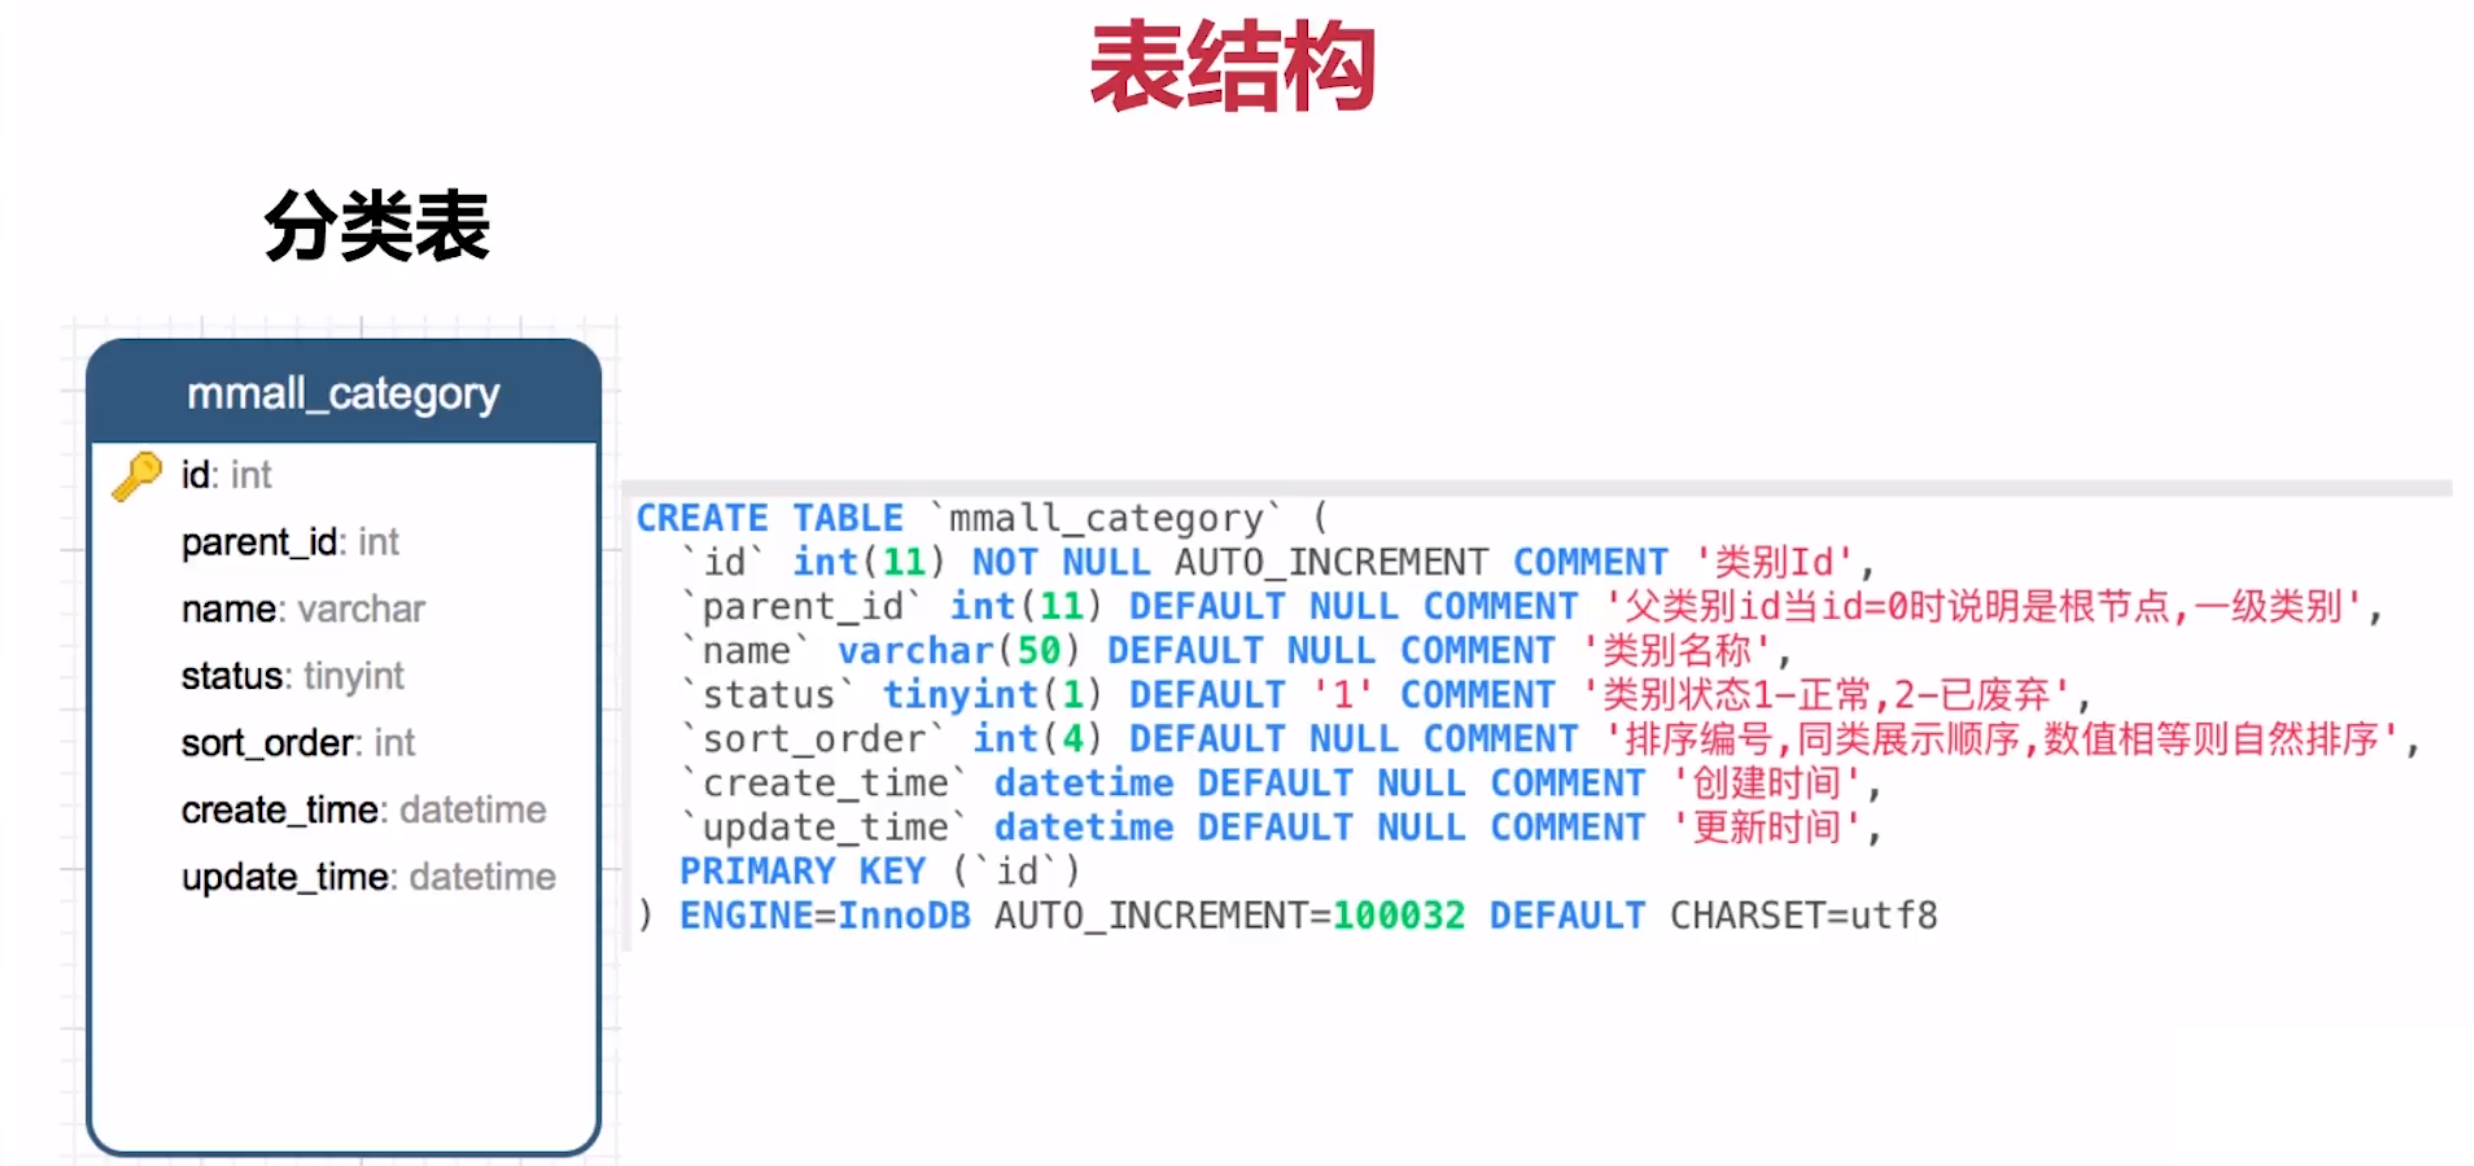 表结构
分类表
mmall_category
id: int
parent_id: int
name: varchar
status: tinyint
sort_order: int
create_time: datetime
update_time: datetime
CREATE TABLE `mmall_category` (
`id` int(11) NOT NULL AUTO_INCREMENT COMMENT '类别Id',
`parent_id` int(11) DEFAULT NULL COMMENT '父类别id当id=0时说明是根节点,一级类别',
`name` varchar(50) DEFAULT NULL COMMENT '类别名称',
`status` tinyint(1) DEFAULT '1' COMMENT '类别状态1-正常,2-已废弃',
`sort_order` int(4) DEFAULT NULL COMMENT '排序编号,同类展示顺序,数值相等则自然排序',
`create_time` datetime DEFAULT NULL COMMENT '创建时间',
`update_time` datetime DEFAULT NULL COMMENT '更新时间',
PRIMARY KEY (`id`)
) ENGINE=InnoDB AUTO_INCREMENT=100032 DEFAULT CHARSET=utf8